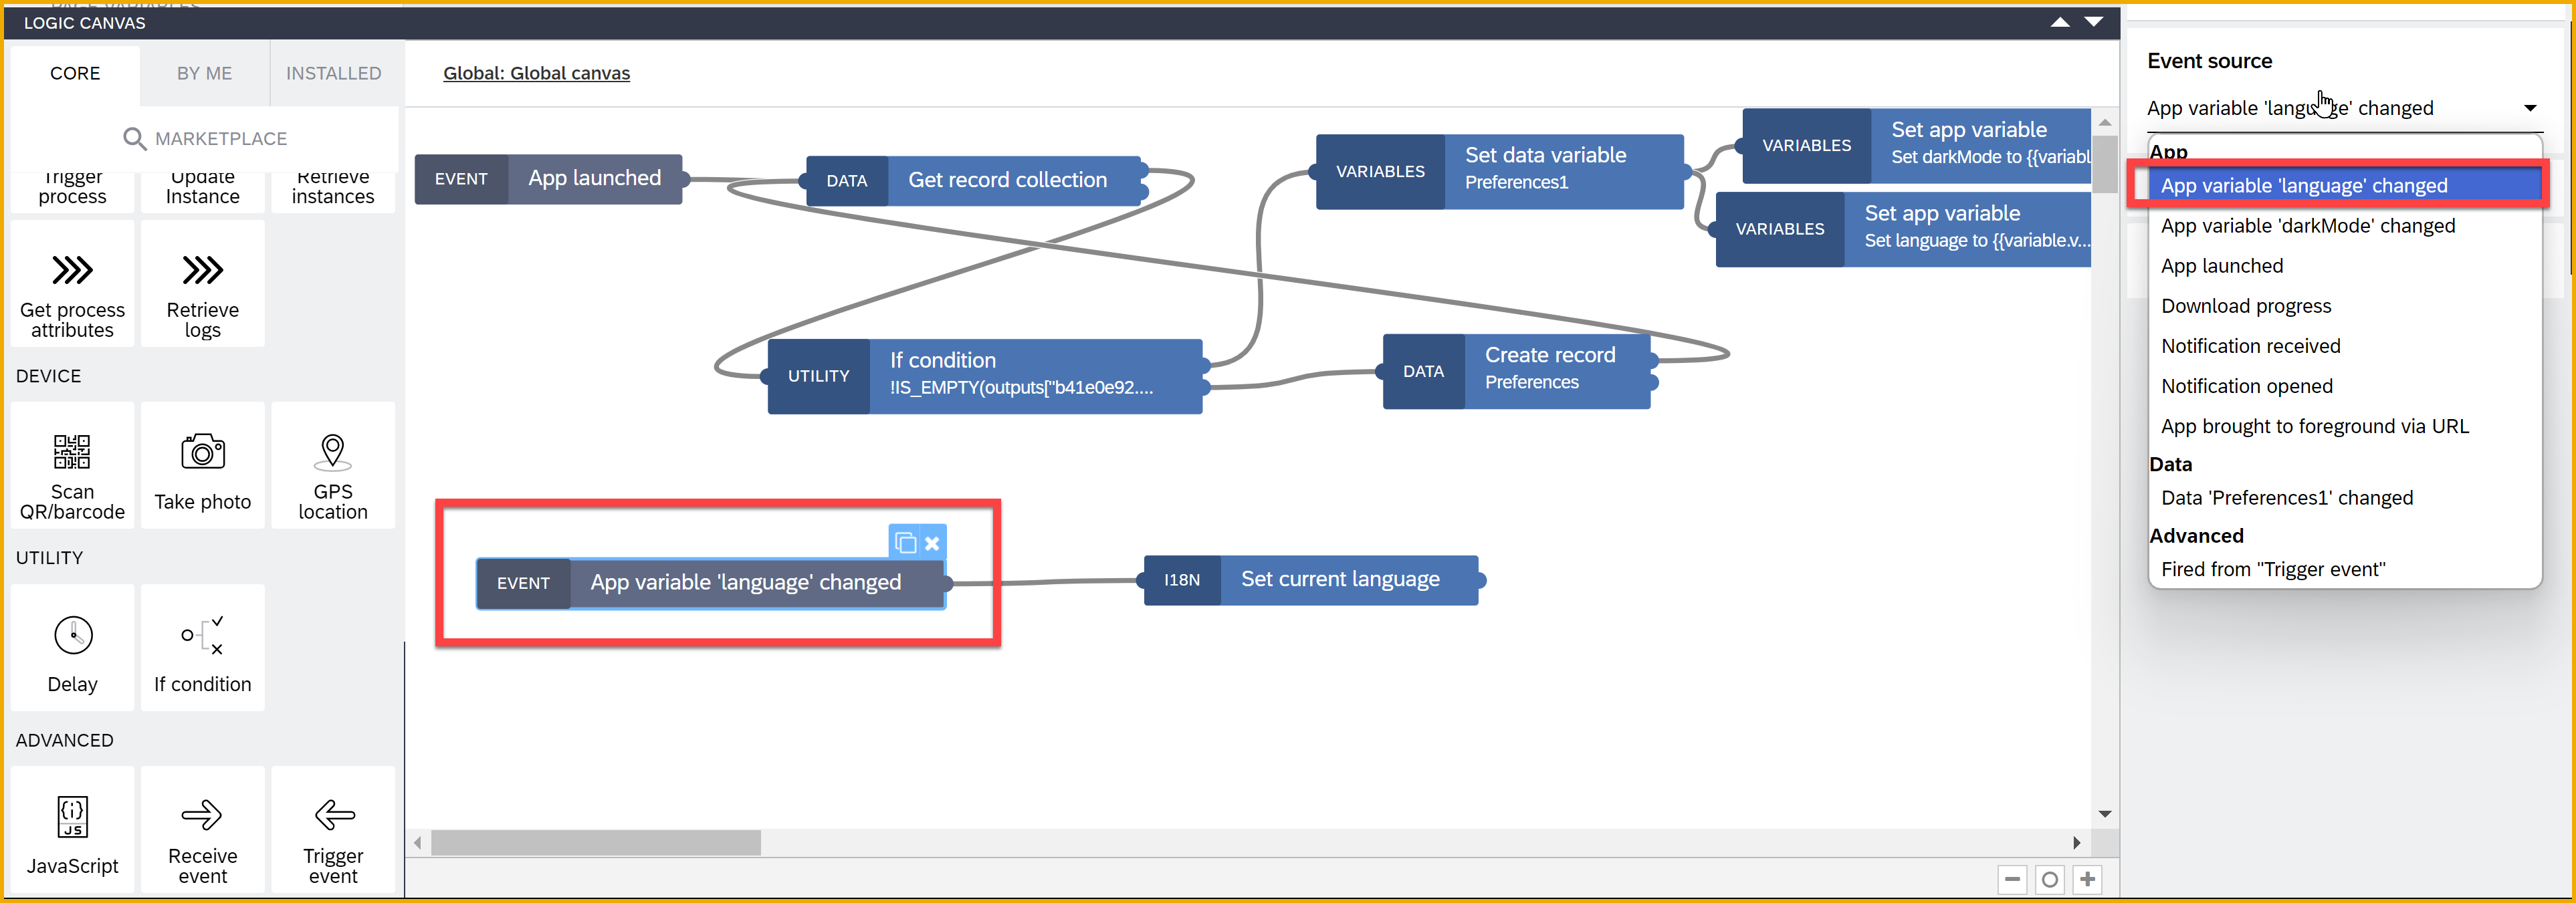 LOGIC CANVAS
CORE
BY ME
INSTALLED
MARKETPLACE
Trigger
process
Update
Instance
Retrieve
instances
Get process
attributes
Retrieve
logs
DEVICE
Scan
QR/barcode
Take photo
GPS
location
UTILITY
Delay
If condition
ADVANCED
{i}
JS
JavaScript
Receive
event
Trigger
event
Global: Global canvas
EVENT
App launched
DATA
Get record collection
VARIABLES
Set data variable
Preferences1
VARIABLES
Set app variable
Set darkMode to {{variabl
VARIABLES
Set app variable
Set language to {{variable.v...
UTILITY
If condition
!IS_EMPTY(outputs["b41e0e92....
DATA
Create record
Preferences
EVENT
App variable 'language' changed
I18N
Set current language
Event source
App variable 'language' changed
App
App variable 'language' changed
App variable 'darkMode' changed
App launched
Download progress
Notification received
Notification opened
App brought to foreground via URL
Data
Data 'Preferences1' changed
Advanced
Fired from "Trigger event"